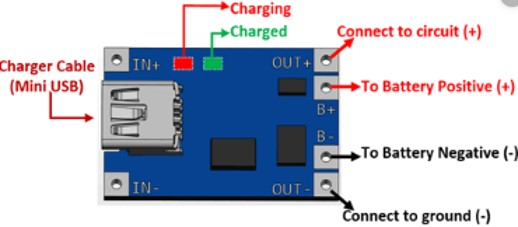 Charging
Charged
Connect to circuit (+)
Charger Cable
(Mini USB)
IN+
OUT+
To Battery Positive (+)
B+
B-
To Battery Negative (-)
IN-
OUT-
Connect to ground (-)